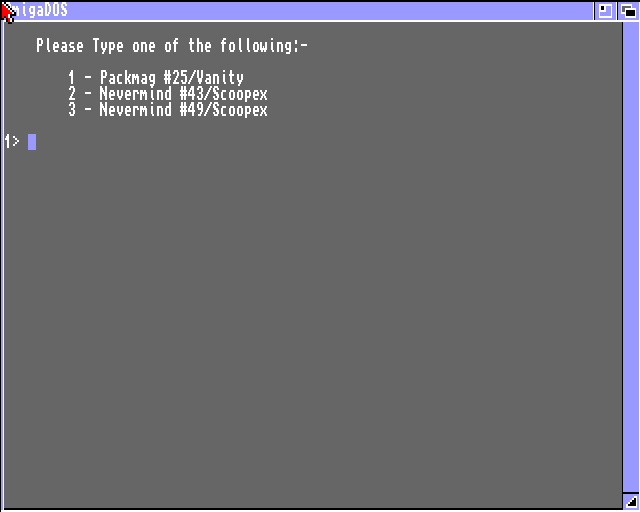 migaDOS
Please Type one of the following:-
1 - Packmag #25/Vanity
2 - Nevermind #43/Scoopex
3 - Nevermind #49/Scoopex
1>